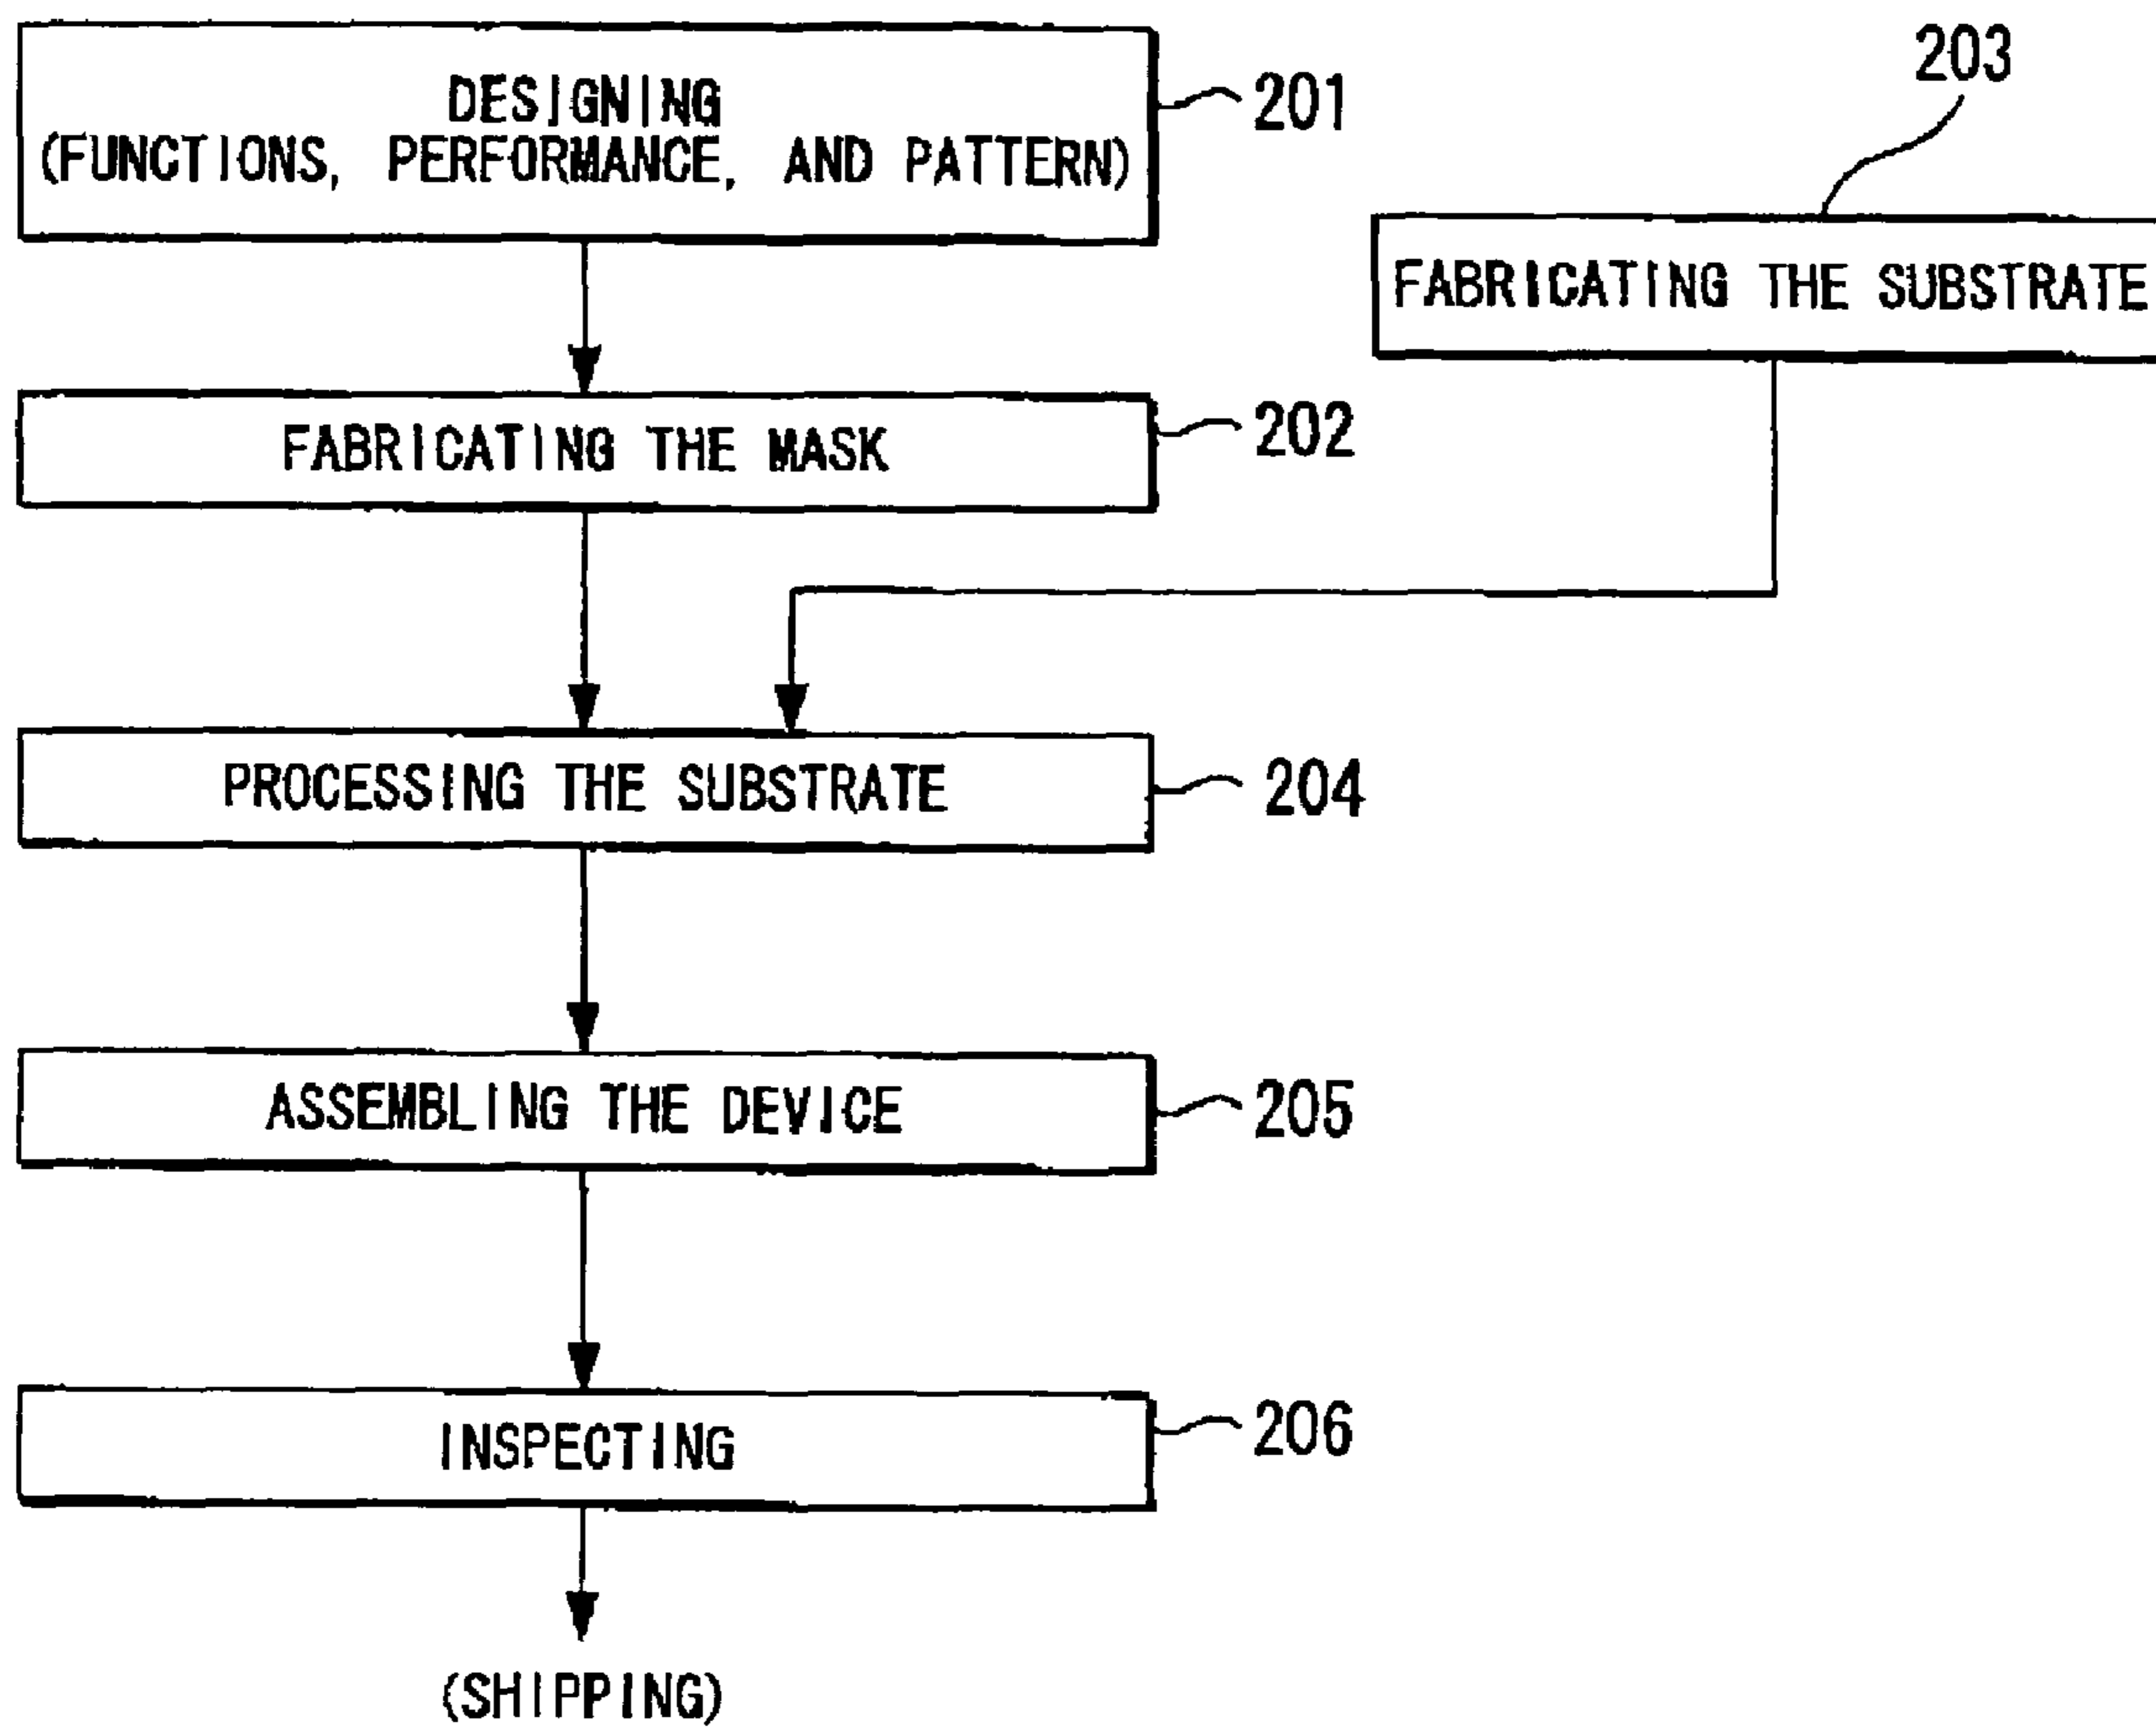 DESIGNING
(FUNCTIONS, PERFORMANCE, AND PATTERN)
201
203
FABRICATING THE SUBSTRATE
FABRICATING THE MASK
202
PROCESSING THE SUBSTRATE
204
ASSEMBLING THE DEVICE
205
INSPECTING
206
(SHIPPING)